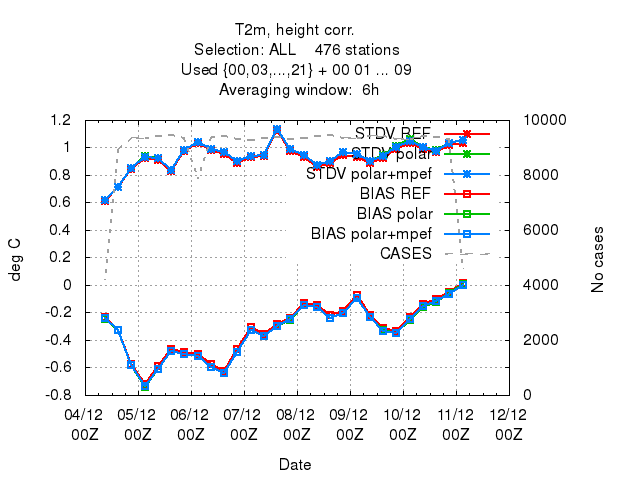 T2m, height corr.
Selection: ALL    476 stations
Used {00,03,...,21} + 00 01 ... 09
Averaging window:  6h
1.2
1
0.8
0.6
0.4
0.2
0
-0.2
-0.4
-0.6
-0.8
deg C
10000
8000
6000
4000
2000
0
No cases
STDV REF
STDV polar
STDV polar+mpef
BIAS REF
BIAS polar
BIAS polar+mpef
CASES
04/12 05/12 06/12 07/12 08/12 09/12 10/12 11/12 12/12
00Z 00Z 00Z 00Z 00Z 00Z 00Z 00Z 00Z
Date